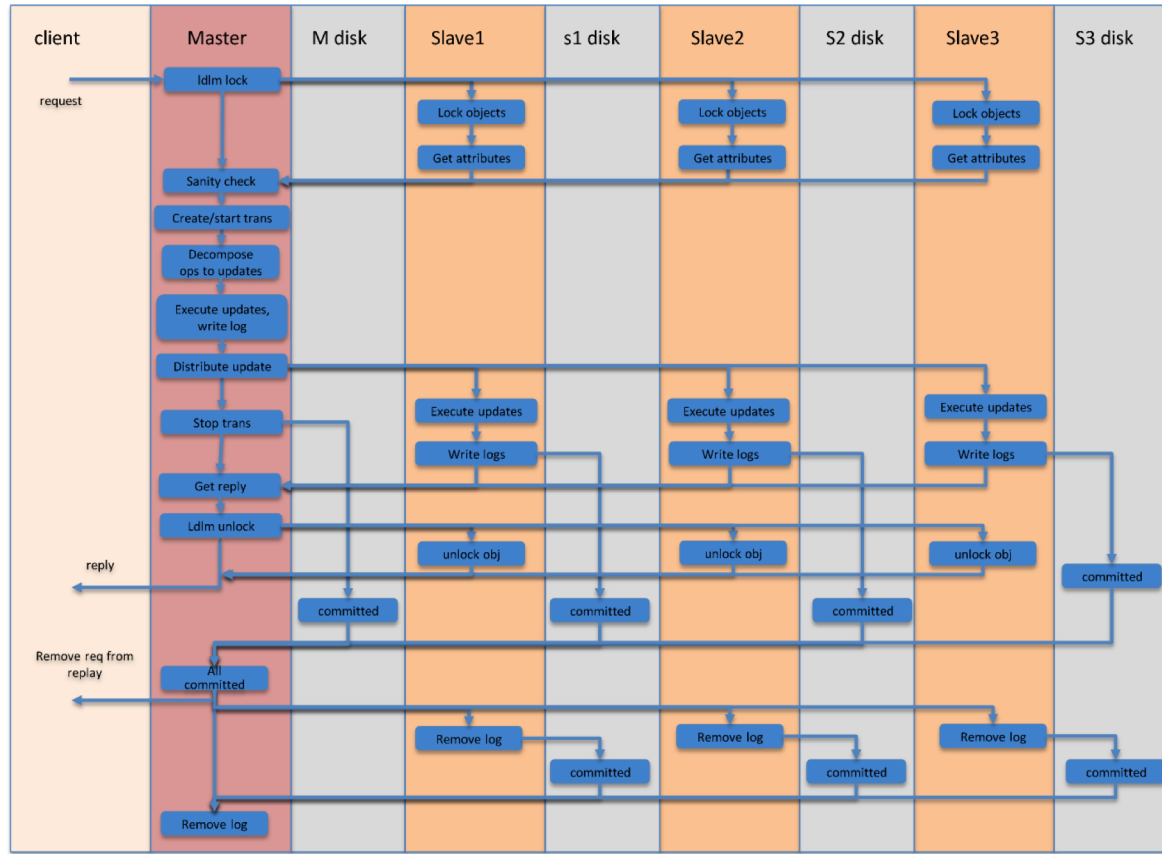 client
Master
M disk
Slave1
s1 disk
Slave2
S2 disk
Slave3
S3 disk
request
ldlm lock
Lock objects
Lock objects
Lock objects
Get attributes
Get attributes
Get attributes
Sanity check
Create/start trans
Decompose
ops to updates
Execute updates,
write log
Distribute update
Execute updates
Execute updates
Execute updates
Stop trans
Write logs
Write logs
Write logs
Get reply
Ldlm unlock
unlock obj
unlock obj
unlock obj
reply
committed
committed
committed
committed
Remove req from
replay
All
committed
Remove log
Remove log
Remove log
committed
committed
committed
Remove log